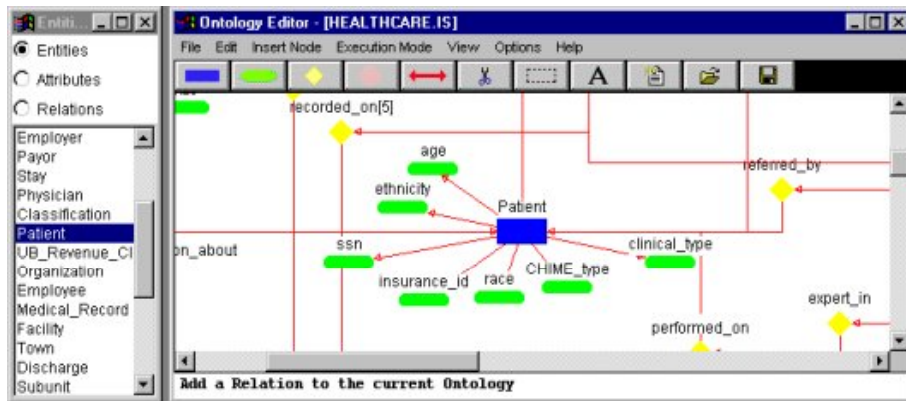 Entiti...
Entities
Attributes
Relations
Employer
Payor
Stay
Physician
Classification
Patient
UB_Revenue_Cl
Organization
Employee
Medical_Record
Facility
Town
Discharge
Subunit
Ontology Editor - [HEALTHCARE.IS]
File Edit Insert Node Execution Mode View Options Help
A
recorded_on[5]
age
referred_by
ethnicity
Patient
on_about
ssn
clinical_type
insurance_id
race
CHIME_type
expert_in
performed_on
Add a Relation to the current Ontology